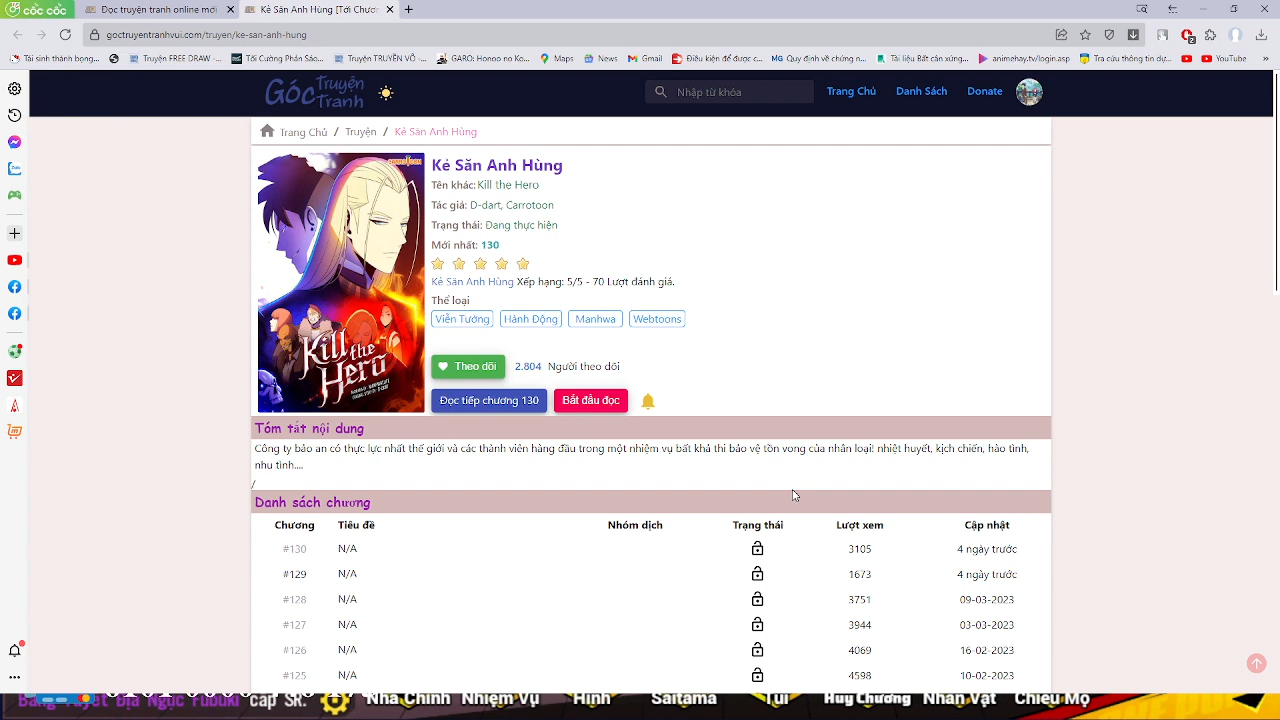 cốc cốc
Đọc truyện tranh online mới
Kẻ Săn Anh Hùng [Tới Chươ
goctruyentranhvui.com/truyen/ke-san-anh-hung
Tái sinh thành bọng...
Truyện FREE DRAW -...
Tối Cường Phản Sáo...
Truyện THIÊN VÕ -...
GARO: Honoo no Ko...
Maps
News
Gmail
Điều kiện để được c...
Tài liệu Bất cân xứng...
animehay.tv/login.asp
Tra cứu thông tin đă...
YouTube
Góc Truyện Tranh
Nhập từ khóa
Trang Chủ
Danh Sách
Donate
Trang Chủ / Truyện / Kẻ Săn Anh Hùng
Kill the Hero
Kẻ Săn Anh Hùng
Tên khác: Kill the Hero
Tác giả: D-dart, Carrotoon
Trạng thái: Đang thực hiện
Mới nhất: 130
Kẻ Săn Anh Hùng Xếp hạng: 5/5 - 70 Lượt đánh giá.
Thể loại
Viễn Tưởng Hành Động Manhwa Webtoons
Theo dõi 2.804 Người theo dõi
Đọc tiếp chương 130 Bắt đầu đọc
Tóm tắt nội dung
Công ty bảo an có thực lực nhất thế giới và các thành viên hàng đầu trong một nhiệm vụ bất khả thi bảo vệ tồn vong của nhân loại! nhiệt huyết, kịch chiến, hào tình,
nhu tình....
/
Danh sách chương
Chương Tiêu đề Nhóm dịch Trạng thái Lượt xem Cập nhật
#130 N/A 3105 4 ngày trước
#129 N/A 1673 4 ngày trước
#128 N/A 3751 09-03-2023
#127 N/A 3944 03-03-2023
#126 N/A 4069 16-02-2023
#125 N/A 4598 10-02-2023
cấp SR. Nhà Chính Nhiệm Vụ Hình Saitama Túi Huy Chương Nhân Vật Chiêu Mộ